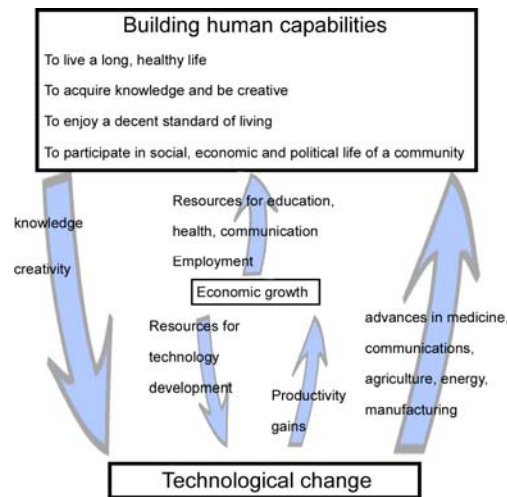 Building human capabilities
To live a long, healthy life
To acquire knowledge and be creative
To enjoy a decent standard of living
To participate in social, economic and political life of a community
knowledge
creativity
Resources for education,
health, communication
Employment
Economic growth
Resources for
technology
development
Productivity
gains
advances in medicine,
communications,
agriculture, energy,
manufacturing
Technological change